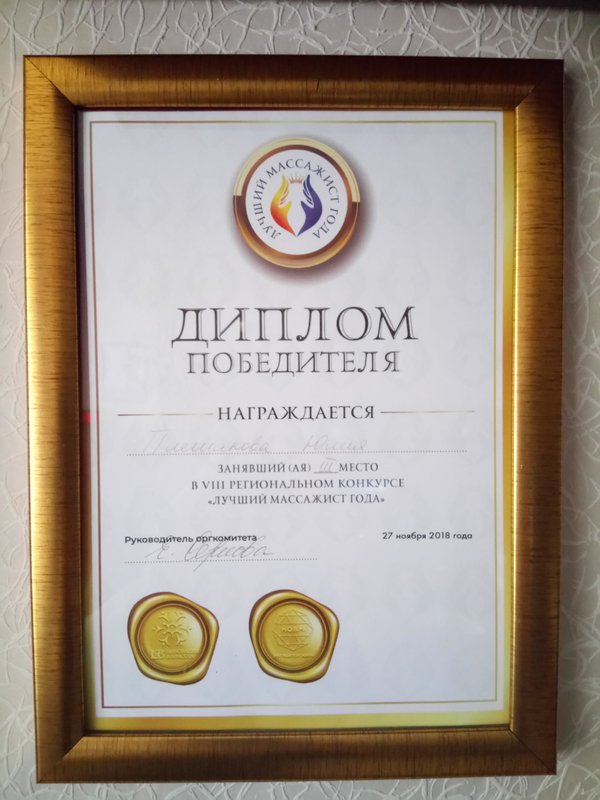 ЛУЧШИЙ МАССАЖИСТ ГОДА
ДИПЛОМ
ПОБЕДИТЕЛЯ
НАГРАЖДАЕТСЯ
Плешакова Юлия
ЗАНЯВШИЙ (АЯ) III МЕСТО
В VIII РЕГИОНАЛЬНОМ КОНКУРСЕ
«ЛУЧШИЙ МАССАЖИСТ ГОДА»
Руководитель оргкомитета
27 ноября 2018 года